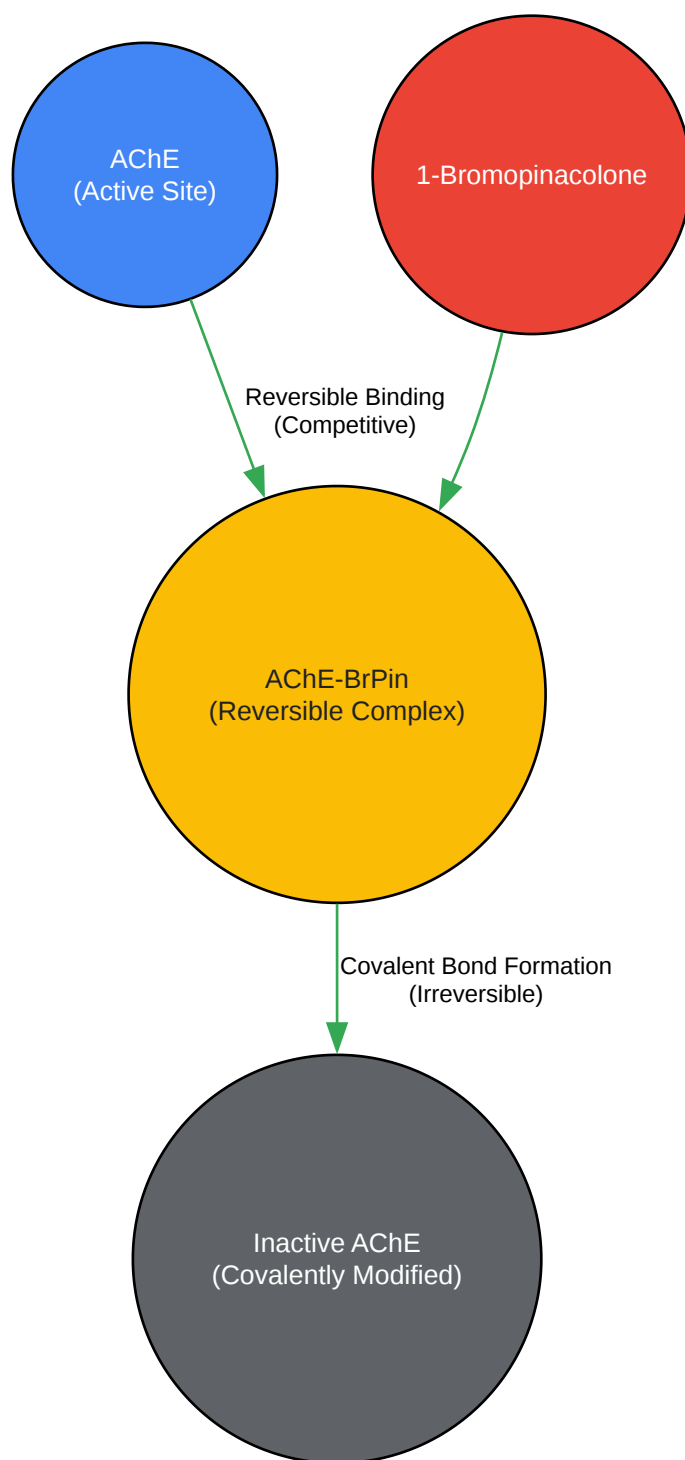 AChE
(Active Site)
1-Bromopinacolone
Reversible Binding
(Competitive)
AChE-BrPin
(Reversible Complex)
Covalent Bond Formation
(Irreversible)
Inactive AChE
(Covalently Modified)